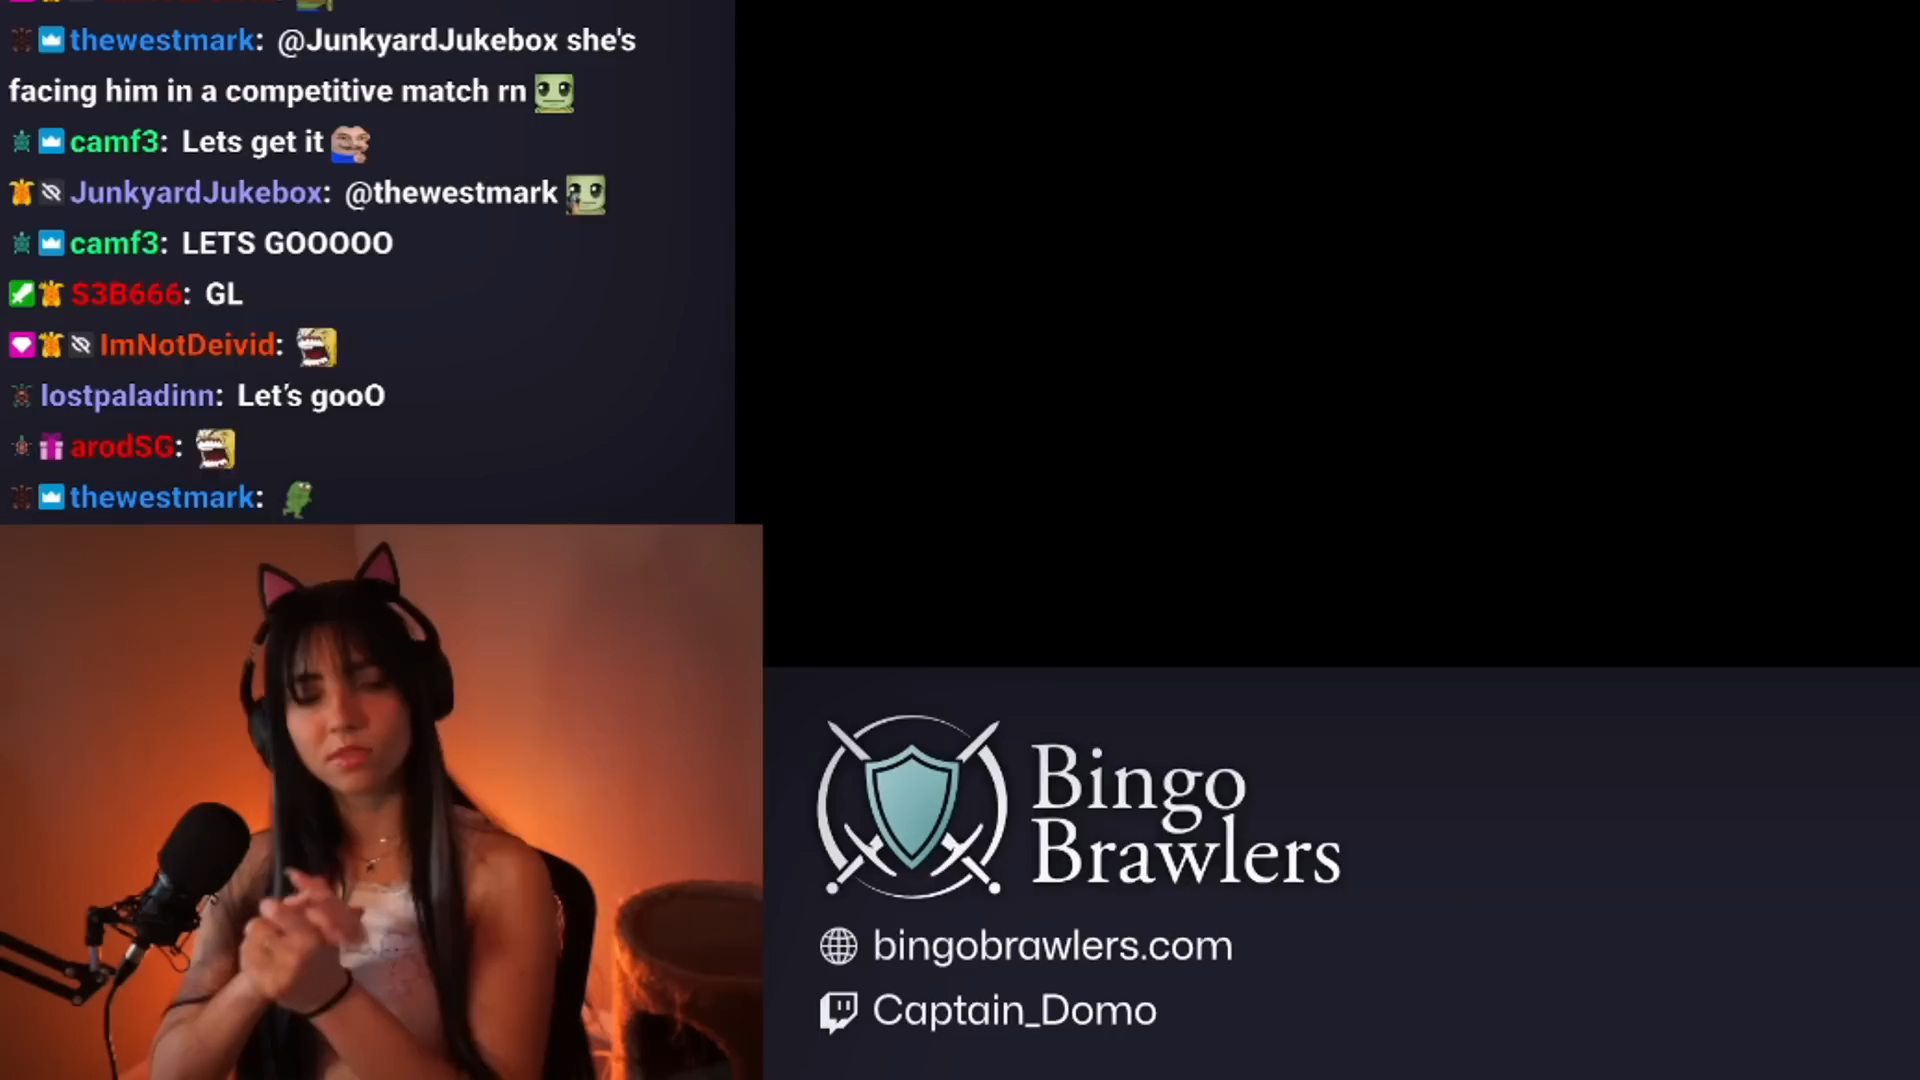 thewestmark: @JunkyardJukebox she's
facing him in a competitive match rn
camf3: Lets get it
JunkyardJukebox: @thewestmark
camf3: LETS GOOOOO
S3B666: GL
ImNotDeivid:
lostpaladinn: Let's gooO
arodSG:
thewestmark:
Bingo
Brawlers
bingobrawlers.com
Captain_Domo